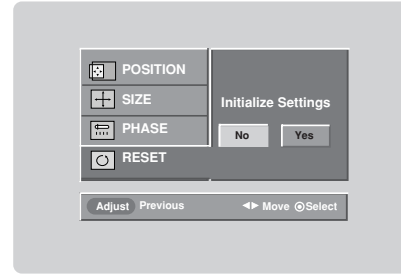 POSITION
SIZE
PHASE
RESET
Initialize Settings
No Yes
Adjust Previous ◄► Move ⦿Select